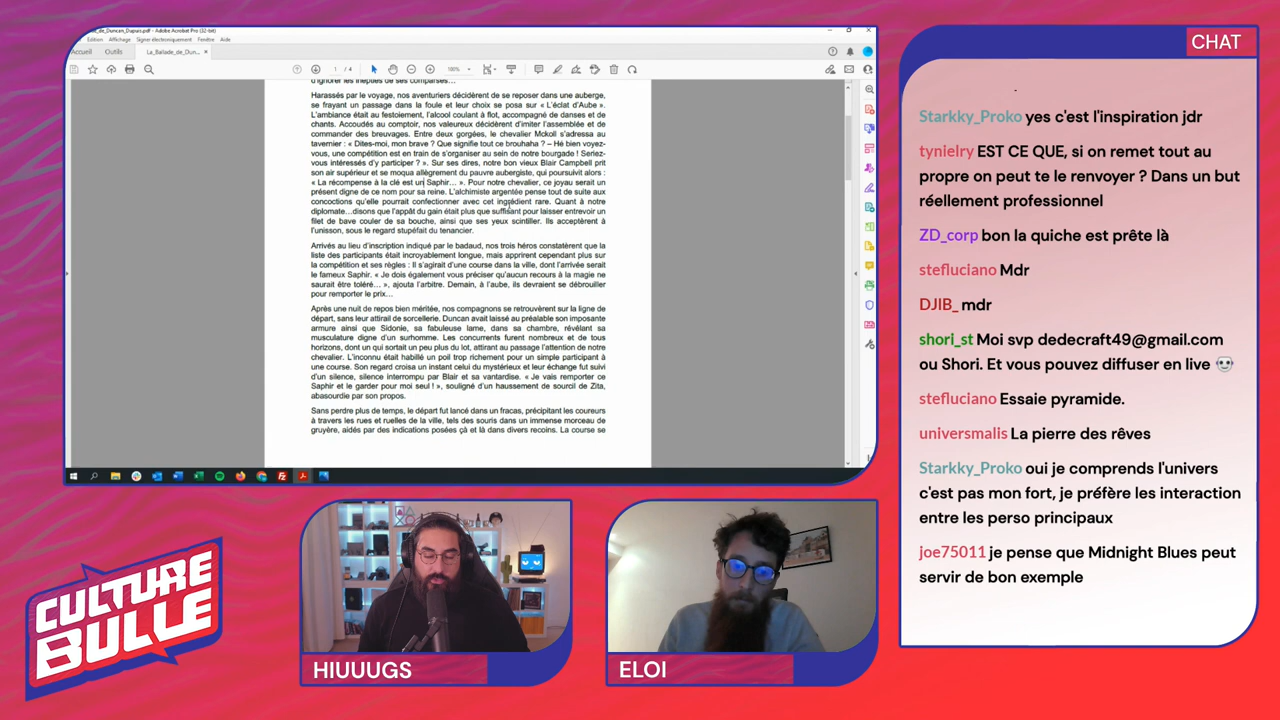 de_Duncan_Dupuis.pdf - Adobe Acrobat Pro (32-bit)
Edition Affichage Signer électroniquement Fenêtre Aide
Accueil Outils La_Ballade_de_Dun... ×
1 / 4 100%
d'ignorer les inepties de ses comparses…
Harassés par le voyage, nos aventuriers décidèrent de se reposer dans une auberge,
se frayant un passage dans la foule et leur choix se posa sur « L'éclat d'Aube ».
L'ambiance était au festoiement, l'alcool coulant à flot, accompagné de danses et de
chants. Accoudés au comptoir, nos valeureux décidèrent d'imiter l'assemblée et de
commander des breuvages. Entre deux gorgées, le chevalier Mckoll s'adressa au
tavernier : « Dites-moi, mon brave ? Que signifie tout ce brouhaha ? – Hé bien voyez-
vous, une compétition est en train de s'organiser au sein de notre bourgade ! Seriez-
vous intéressés d'y participer ? ». Sur ses dires, notre bon vieux Blair Campbell prit
son air supérieur et se moqua allègrement du pauvre aubergiste, qui poursuivit alors :
« La récompense à la clé est un Saphir… ». Pour notre chevalier, ce joyau serait un
présent digne de ce nom pour sa reine. L'alchimiste argentée pense tout de suite aux
concoctions qu'elle pourrait confectionner avec cet ingrédient rare. Quant à notre
diplomate…disons que l'appât du gain était plus que suffisant pour laisser entrevoir un
filet de bave couler de sa bouche, ainsi que ses yeux scintiller. Ils acceptèrent à
l'unisson, sous le regard stupéfait du tenancier.
Arrivés au lieu d'inscription indiqué par le badaud, nos trois héros constatèrent que la
liste des participants était incroyablement longue, mais apprirent cependant plus sur
la compétition et ses règles : Il s'agirait d'une course dans la ville, dont l'arrivée serait
le fameux Saphir. « Je dois également vous préciser qu'aucun recours à la magie ne
saurait être toléré… », ajouta l'arbitre. Demain, à l'aube, ils devraient se débrouiller
pour remporter le prix…
Après une nuit de repos bien méritée, nos compagnons se retrouvèrent sur la ligne de
départ, sans leur attirail de sorcellerie. Duncan avait laissé au préalable son imposante
armure ainsi que Sidonie, sa fabuleuse lame, dans sa chambre, révélant sa
musculature digne d'un surhomme. Les concurrents furent nombreux et de tous
horizons, dont un qui sortait un peu plus du lot, attirant au passage l'attention de notre
chevalier. L'inconnu était habillé un poil trop richement pour un simple participant à
une course. Son regard croisa un instant celui du mystérieux et leur échange fut suivi
d'un silence, silence interrompu par Blair et sa vantardise. « Je vais remporter ce
Saphir et le garder pour moi seul ! », souligné d'un haussement de sourcil de Zita,
abasourdie par son propos.
Sans perdre plus de temps, le départ fut lancé dans un fracas, précipitant les coureurs
à travers les rues et ruelles de la ville, tels des souris dans un immense morceau de
gruyère, aidés par des indications posées çà et là dans divers recoins. La course se
CHAT
Starkky_Proko yes c'est l'inspiration jdr
tynielry EST CE QUE, si on remet tout au
propre on peut te le renvoyer ? Dans un but
réellement professionnel
ZD_corp bon la quiche est prête là
stefluciano Mdr
DJIB_ mdr
shori_st Moi svp dedecraft49@gmail.com
ou Shori. Et vous pouvez diffuser en live
stefluciano Essaie pyramide.
universmalis La pierre des rêves
Starkky_Proko oui je comprends l'univers
c'est pas mon fort, je préfère les interaction
entre les perso principaux
joe75011 je pense que Midnight Blues peut
servir de bon exemple
CULTURE
BULLE
HIUUUGS
ELOI